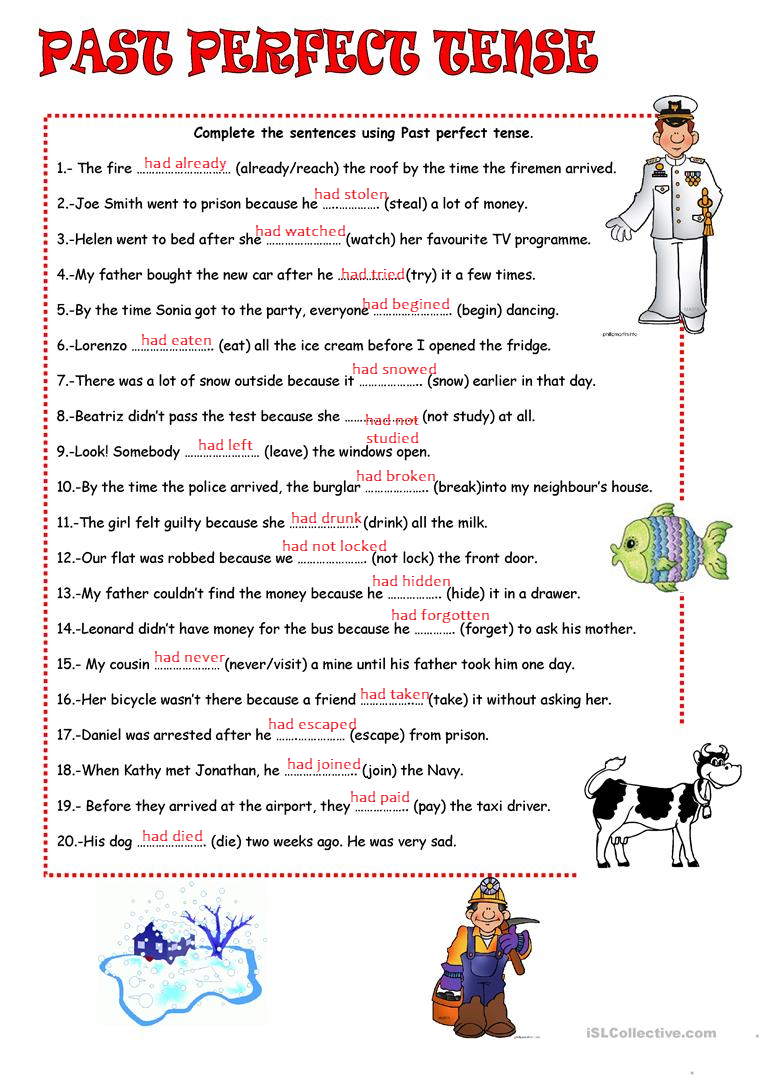 PAST PERFECT TENSE
Complete the sentences using Past perfect tense.
1.- The fire had already ………………………… (already/reach) the roof by the time the firemen arrived.
2.-Joe Smith went to prison because he had stolen ……………. (steal) a lot of money.
3.-Helen went to bed after she had watched …………………… (watch) her favourite TV programme.
4.-My father bought the new car after he had tried ……………….. (try) it a few times.
5.-By the time Sonia got to the party, everyone had begined ……………………. (begin) dancing.
6.-Lorenzo had eaten …………………….. (eat) all the ice cream before I opened the fridge.
7.-There was a lot of snow outside because it had snowed ……………….. (snow) earlier in that day.
8.-Beatriz didn’t pass the test because she had not studied …………………… (not study) at all.
9.-Look! Somebody had left …………………… (leave) the windows open.
10.-By the time the police arrived, the burglar had broken ……………….. (break)into my neighbour’s house.
11.-The girl felt guilty because she had drunk …………………. (drink) all the milk.
12.-Our flat was robbed because we had not locked …………………. (not lock) the front door.
13.-My father couldn’t find the money because he had hidden …………….. (hide) it in a drawer.
14.-Leonard didn’t have money for the bus because he had forgotten …………. (forget) to ask his mother.
15.- My cousin had never ………………… (never/visit) a mine until his father took him one day.
16.-Her bicycle wasn’t there because a friend had taken ……………..…. (take) it without asking her.
17.-Daniel was arrested after he had escaped …………………. (escape) from prison.
18.-When Kathy met Jonathan, he had joined ………………….. (join) the Navy.
19.- Before they arrived at the airport, they had paid …………….. (pay) the taxi driver.
20.-His dog had died …………………. (die) two weeks ago. He was very sad.
philipmartin.info
iSLCollective.com